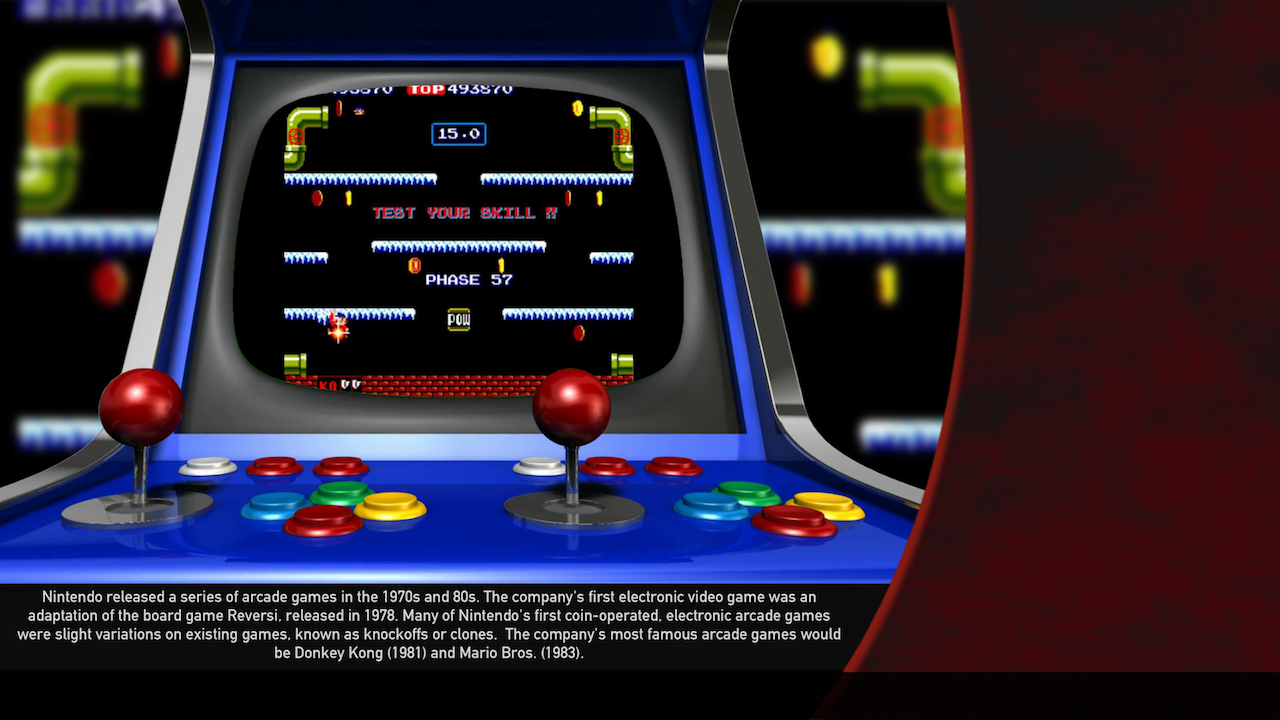 TOP 493870
15.0
TEST YOUR SKILL !!
PHASE 57
POW
Nintendo released a series of arcade games in the 1970s and 80s. The company's first electronic video game was an
adaptation of the board game Reversi, released in 1978. Many of Nintendo's first coin-operated, electronic arcade games
were slight variations on existing games, known as knockoffs or clones.  The company's most famous arcade games would
be Donkey Kong (1981) and Mario Bros. (1983).